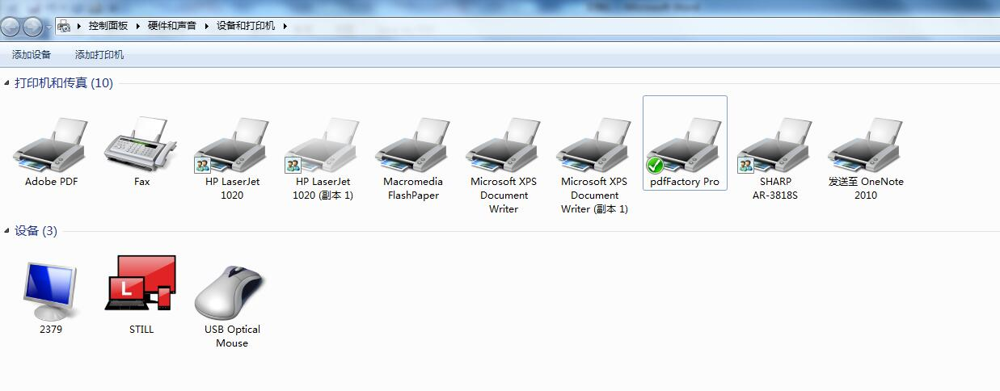 控制面板 硬件和声音 设备和打印机
添加设备 添加打印机
打印机和传真 (10)
Adobe PDF
Fax
HP LaserJet
1020
HP LaserJet
1020 (副本 1)
Macromedia
FlashPaper
Microsoft XPS
Document
Writer
Microsoft XPS
Document
Writer (副本 1)
pdfFactory Pro
SHARP
AR-3818S
发送至 OneNote
2010
设备 (3)
L
2379
STILL
USB Optical
Mouse